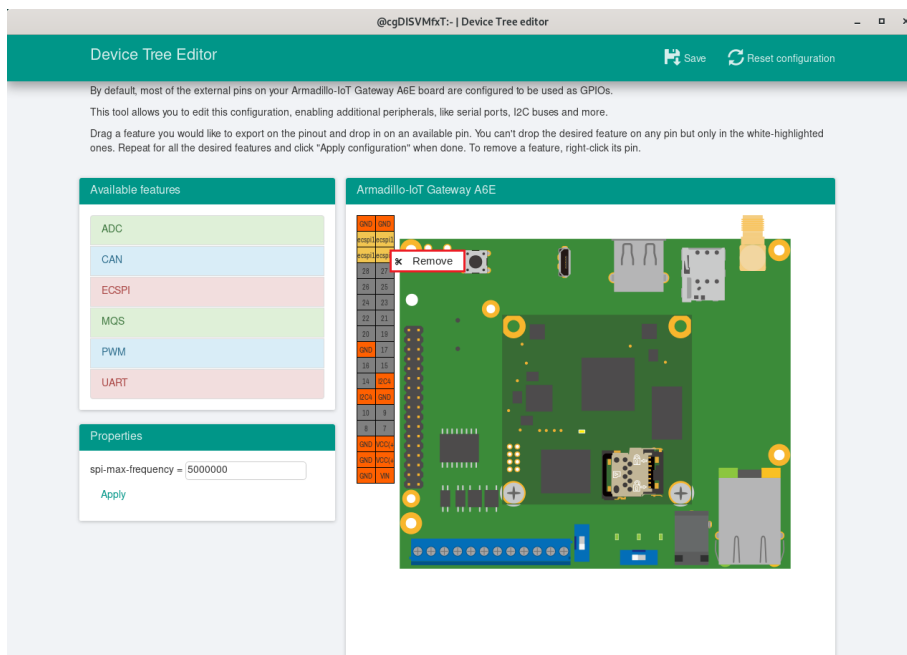 @cgDISVMfxT:- | Device Tree editor
Device Tree Editor
Save
Reset configuration
By default, most of the external pins on your Armadillo-IoT Gateway A6E board are configured to be used as GPIOs.
This tool allows you to edit this configuration, enabling additional peripherals, like serial ports, I2C buses and more.
Drag a feature you would like to export on the pinout and drop in on an available pin. You can't drop the desired feature on any pin but only in the white-highlighted
ones. Repeat for all the desired features and click "Apply configuration" when done. To remove a feature, right-click its pin.
Available features
ADC
CAN
ECSPI
MQS
PWM
UART
Properties
spi-max-frequency = 5000000
Apply
Armadillo-IoT Gateway A6E
GND GND
ecspi1 ecspi1
ecspi1 ecspi
Remove
28 27
26 25
24 23
22 21
20 19
GND 17
18 15
14 I2C4
I2C4 GND
10 9
8 7
GND VCC(+
GND VCC(+
GND VIN